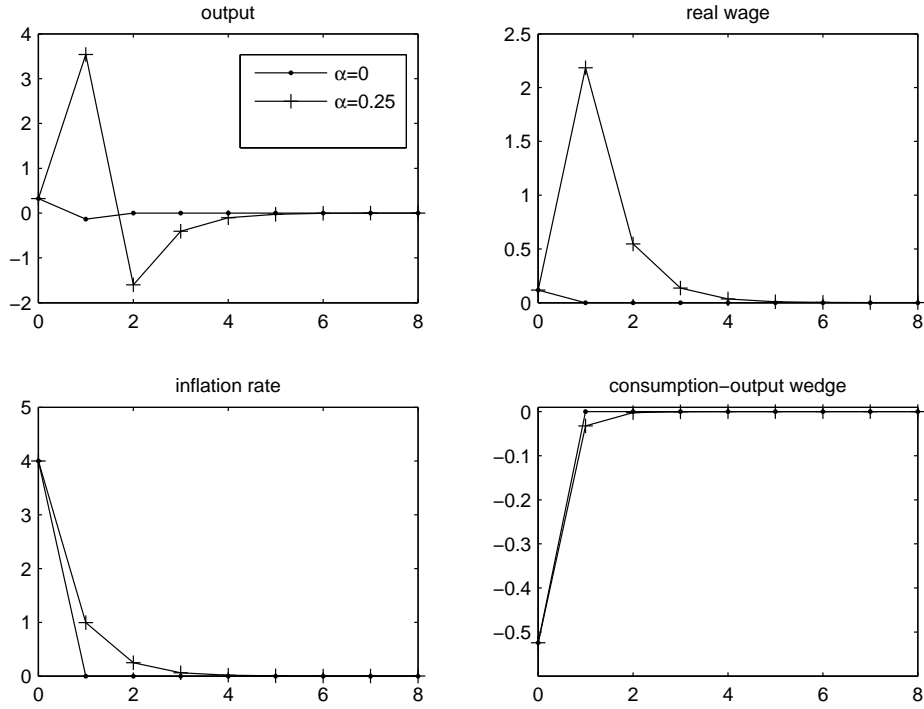 output
4
3
2
1
0
−1
−2
0 2 4 6 8
α=0
α=0.25
real wage
2.5
2
1.5
1
0.5
0
0 2 4 6 8
inflation rate
5
4
3
2
1
0
0 2 4 6 8
consumption−output wedge
0
−0.1
−0.2
−0.3
−0.4
−0.5
0 2 4 6 8